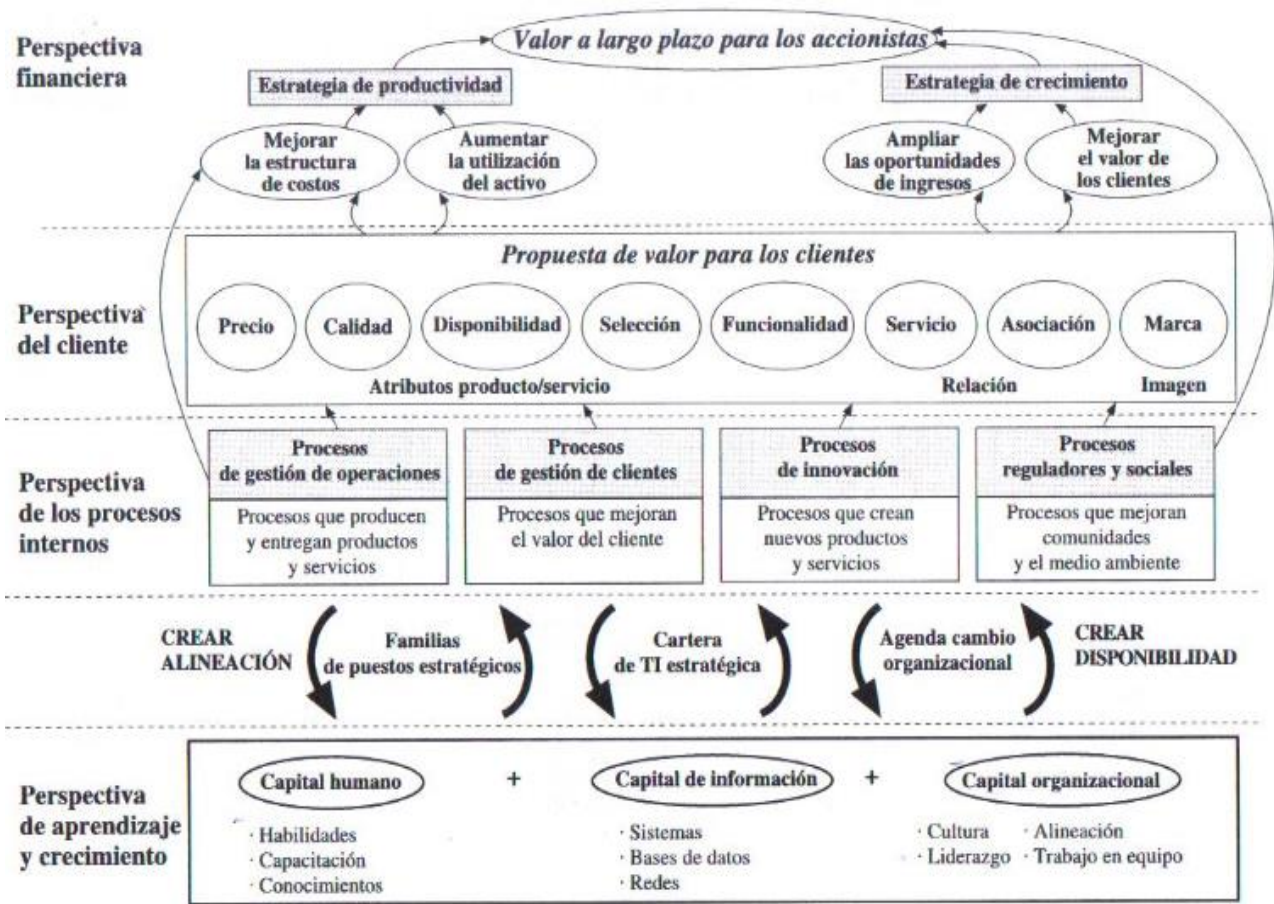 Perspectiva
financiera
Valor a largo plazo para los accionistas
Estrategia de productividad
Estrategia de crecimiento
Mejorar
la estructura
de costos
Aumentar
la utilización
del activo
Ampliar
las oportunidades
de ingresos
Mejorar
el valor de
los clientes
Perspectiva
del cliente
Propuesta de valor para los clientes
Precio
Calidad
Disponibilidad
Selección
Funcionalidad
Servicio
Asociación
Marca
Atributos producto/servicio
Relación
Imagen
Perspectiva
de los procesos
internos
Procesos
de gestión de operaciones
Procesos que producen
y entregan productos
y servicios
Procesos
de gestión de clientes
Procesos que mejoran
el valor del cliente
Procesos
de innovación
Procesos que crean
nuevos productos
y servicios
Procesos
reguladores y sociales
Procesos que mejoran
comunidades
y el medio ambiente
CREAR
ALINEACIÓN
Familias
de puestos estratégicos
Cartera
de TI estratégica
Agenda cambio
organizacional
CREAR
DISPONIBILIDAD
Perspectiva
de aprendizaje
y crecimiento
Capital humano
+
Capital de información
+
Capital organizacional
· Habilidades
· Capacitación
· Conocimientos
· Sistemas
· Bases de datos
· Redes
· Cultura
· Liderazgo
· Alineación
· Trabajo en equipo